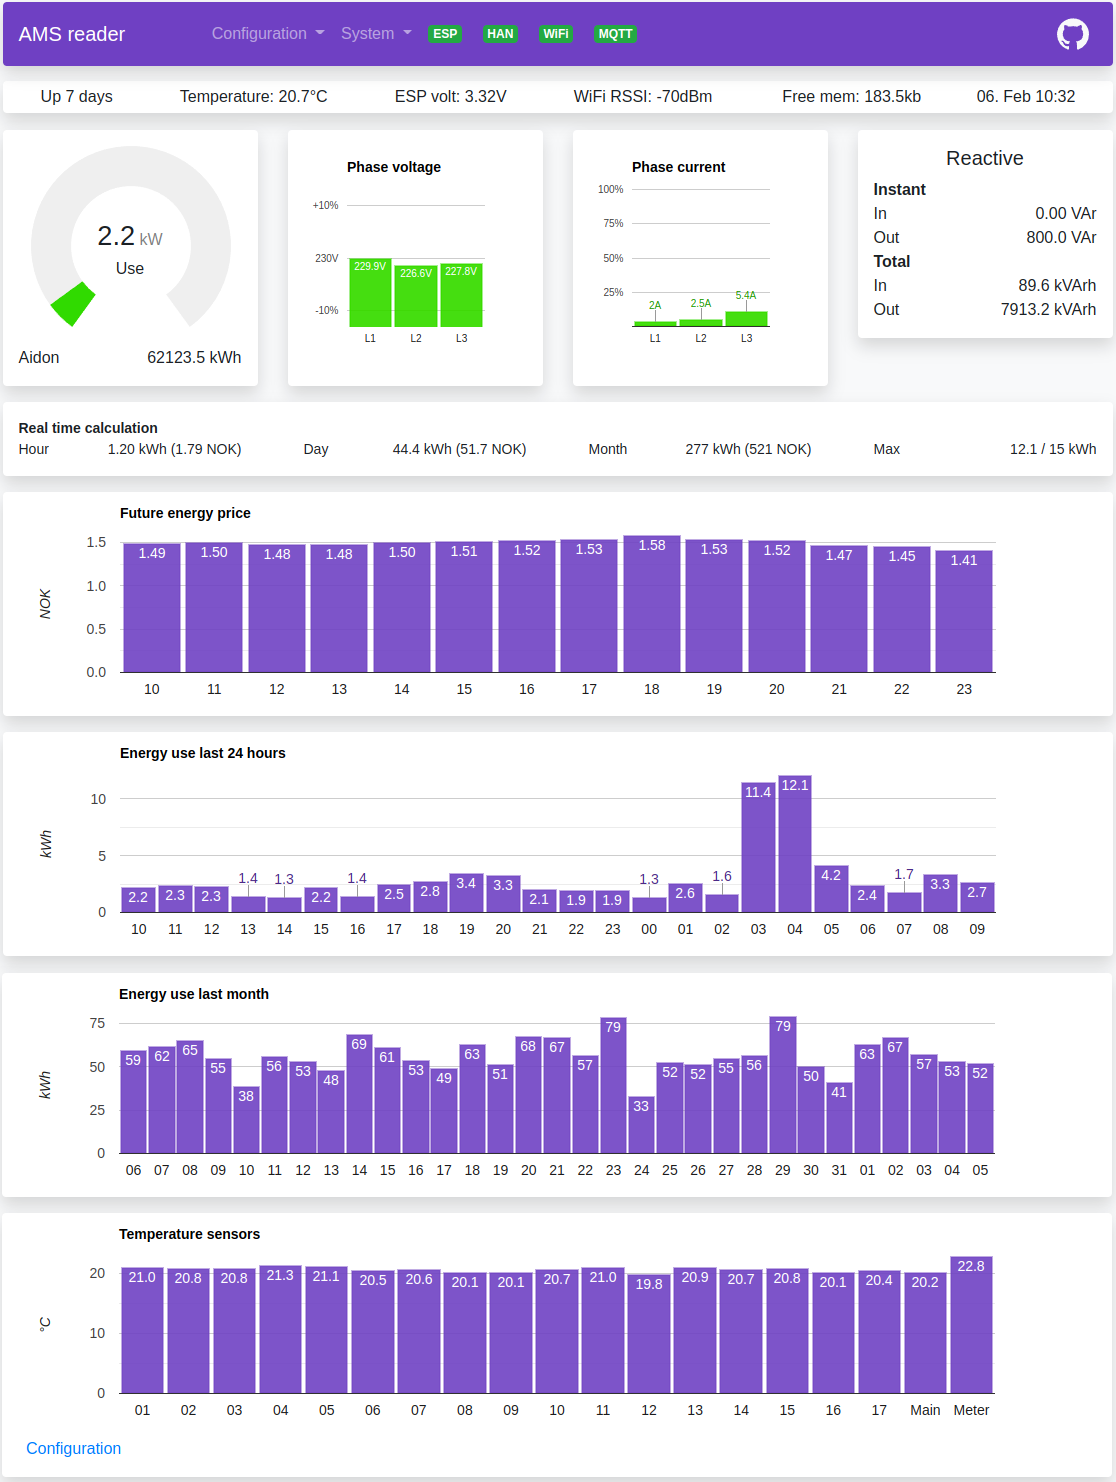 AMS reader Configuration System ESP HAN WiFi MQTT
Up 7 days Temperature: 20.7°C ESP volt: 3.32V WiFi RSSI: -70dBm Free mem: 183.5kb 06. Feb 10:32
2.2 kW
Use
Aidon 62123.5 kWh
Phase voltage
+10%
230V
-10%
229.9V 226.6V 227.8V
L1 L2 L3
Phase current
100%
75%
50%
25%
2A 2.5A 5.4A
L1 L2 L3
Reactive
Instant
In 0.00 VAr
Out 800.0 VAr
Total
In 89.6 kVArh
Out 7913.2 kVArh
Real time calculation
Hour 1.20 kWh (1.79 NOK) Day 44.4 kWh (51.7 NOK) Month 277 kWh (521 NOK) Max 12.1 / 15 kWh
Future energy price
NOK
1.5
1.0
0.5
0.0
1.49 1.50 1.48 1.48 1.50 1.51 1.52 1.53 1.58 1.53 1.52 1.47 1.45 1.41
10 11 12 13 14 15 16 17 18 19 20 21 22 23
Energy use last 24 hours
kWh
10
5
0
2.2 2.3 2.3 1.4 1.3 2.2 1.4 2.5 2.8 3.4 3.3 2.1 1.9 1.9 1.3 2.6 1.6 11.4 12.1 4.2 2.4 1.7 3.3 2.7
10 11 12 13 14 15 16 17 18 19 20 21 22 23 00 01 02 03 04 05 06 07 08 09
Energy use last month
kWh
75
50
25
0
59 62 65 55 38 56 53 48 69 61 53 49 63 51 68 67 57 79 33 52 52 55 56 79 50 41 63 67 57 53 52
06 07 08 09 10 11 12 13 14 15 16 17 18 19 20 21 22 23 24 25 26 27 28 29 30 31 01 02 03 04 05
Temperature sensors
°C
20
10
0
21.0 20.8 20.8 21.3 21.1 20.5 20.6 20.1 20.1 20.7 21.0 19.8 20.9 20.7 20.8 20.1 20.4 20.2 22.8
01 02 03 04 05 06 07 08 09 10 11 12 13 14 15 16 17 Main Meter
Configuration